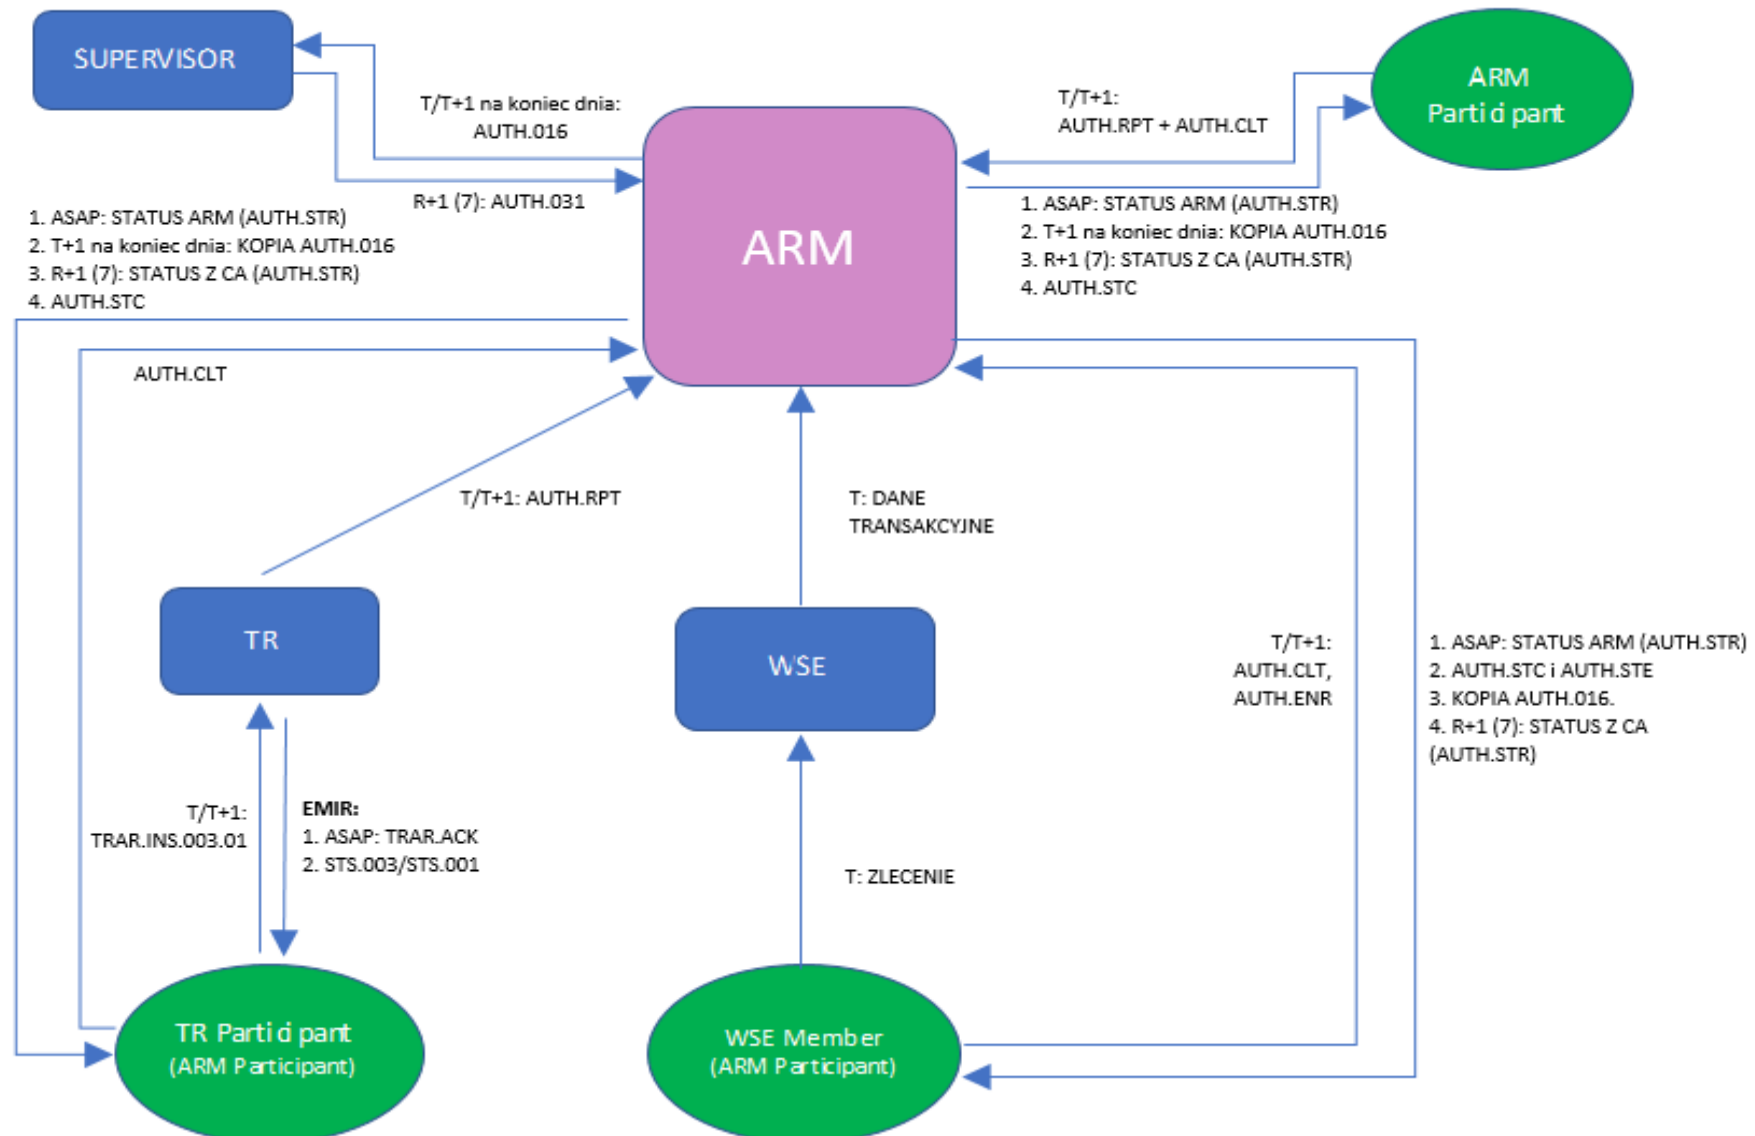 SUPERVISOR
T/T+1 na koniec dnia:
AUTH.016
R+1 (7): AUTH.031
T/T+1:
AUTH.RPT + AUTH.CLT
ARM
Participant
ARM
1. ASAP: STATUS ARM (AUTH.STR)
2. T+1 na koniec dnia: KOPIA AUTH.016
3. R+1 (7): STATUS Z CA (AUTH.STR)
4. AUTH.STC
1. ASAP: STATUS ARM (AUTH.STR)
2. T+1 na koniec dnia: KOPIA AUTH.016
3. R+1 (7): STATUS Z CA (AUTH.STR)
4. AUTH.STC
AUTH.CLT
T/T+1: AUTH.RPT
T: DANE
TRANSAKCYJNE
TR
WSE
T/T+1:
AUTH.CLT,
AUTH.ENR
1. ASAP: STATUS ARM (AUTH.STR)
2. AUTH.STC i AUTH.STE
3. KOPIA AUTH.016.
4. R+1 (7): STATUS Z CA
(AUTH.STR)
T/T+1:
TRAR.INS.003.01
EMIR:
1. ASAP: TRAR.ACK
2. STS.003/STS.001
T: ZLECENIE
TR Participant
(ARM Participant)
WSE Member
(ARM Participant)